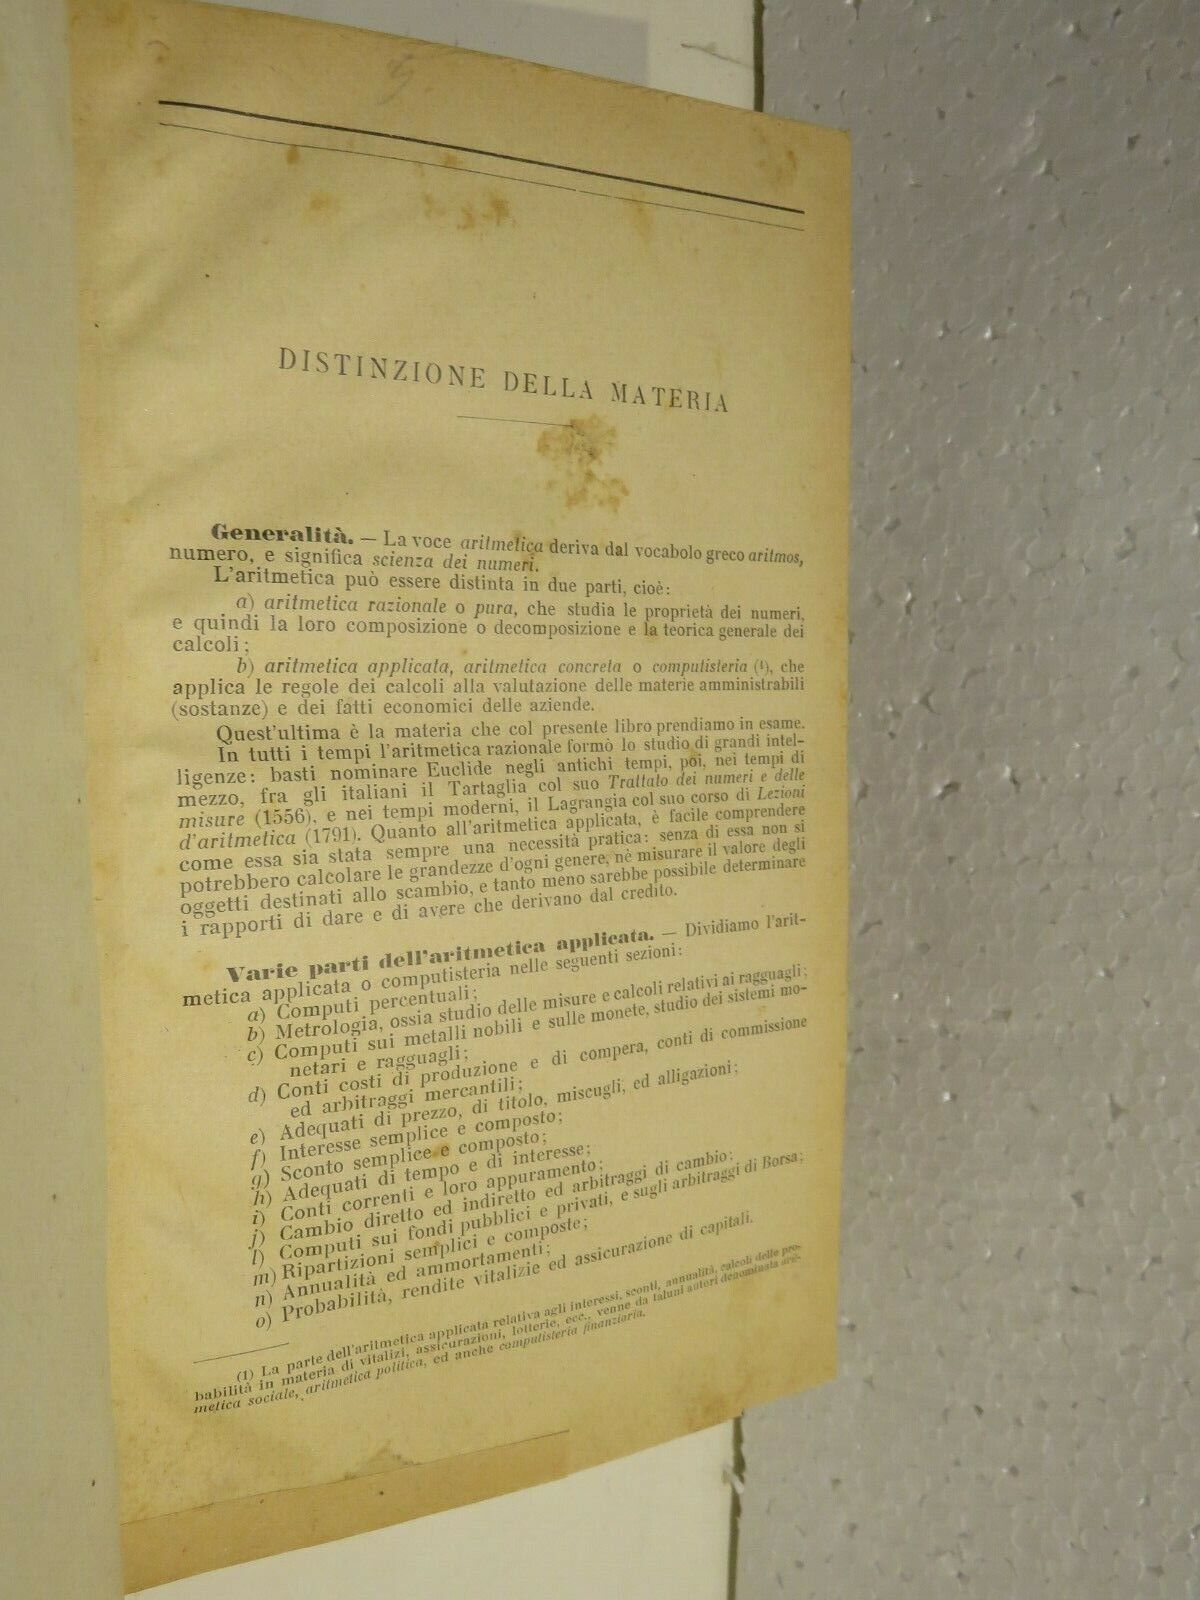 DISTINZIONE DELLA MATERIA
Generalità. — La voce aritmetica deriva dal vocabolo greco aritmos,
numero, e significa scienza dei numeri.
L'aritmetica può essere distinta in due parti, cioè:
a) aritmetica razionale o pura, che studia le proprietà dei numeri,
e quindi la loro composizione o decomposizione e la teorica generale dei
calcoli;
b) aritmetica applicata, aritmetica concreta o computisteria (1), che
applica le regole dei calcoli alla valutazione delle materie amministrabili
(sostanze) e dei fatti economici delle aziende.
Quest'ultima è la materia che col presente libro prendiamo in esame.
In tutti i tempi l'aritmetica razionale formò lo studio di grandi intel-
ligenze: basti nominare Euclide negli antichi tempi, poi, nei tempi di
mezzo, fra gli italiani il Tartaglia col suo Trattato dei numeri e delle
misure (1556), e nei tempi moderni, il Lagrangia col suo corso di Lezioni
d'aritmetica (1791). Quanto all'aritmetica applicata, è facile comprendere
come essa sia stata sempre una necessità pratica: senza di essa non si
potrebbero calcolare le grandezze d'ogni genere, nè misurare il valore degli
oggetti destinati allo scambio, e tanto meno sarebbe possibile determinare
i rapporti di dare e di avere che derivano dal credito.
Varie parti dell'aritmetica applicata. — Dividiamo l'arit-
metica applicata o computisteria nelle seguenti sezioni:
a) Computi percentuali;
b) Metrologia, ossia studio delle misure e calcoli relativi ai ragguagli;
c) Computi sui metalli nobili e sulle monete, studio dei sistemi mo-
netari e ragguagli;
d) Conti costi di produzione e di compera, conti di commissione
ed arbitraggi mercantili;
e) Adequati di prezzo, di titolo, miscugli, ed alligazioni;
f) Interesse semplice e composto;
g) Sconto semplice e composto;
h) Adequati di tempo e di interesse;
i) Conti correnti e loro appuramento;
j) Cambio diretto ed indiretto ed arbitraggi di cambio;
l) Computi sui fondi pubblici e privati, e sugli arbitraggi di Borsa;
m) Ripartizioni semplici e composte;
n) Annualità ed ammortamenti;
o) Probabilità, rendite vitalizie ed assicurazione di capitali.
(1) La parte dell'aritmetica applicata relativa agli interessi, sconti, annualità, calcoli delle pro-
babilità in materia di vitalizi, assicurazioni, lotterie, ecc., venne da taluni autori denominata arit-
metica sociale, aritmetica politica, ed anche computisteria finanziaria.